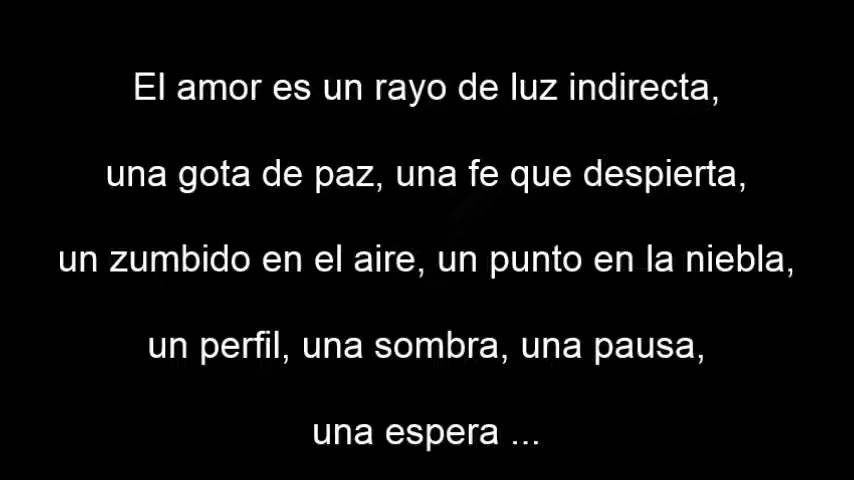 El amor es un rayo de luz indirecta,
una gota de paz, una fe que despierta,
un zumbido en el aire, un punto en la niebla,
un perfil, una sombra, una pausa,
una espera ...